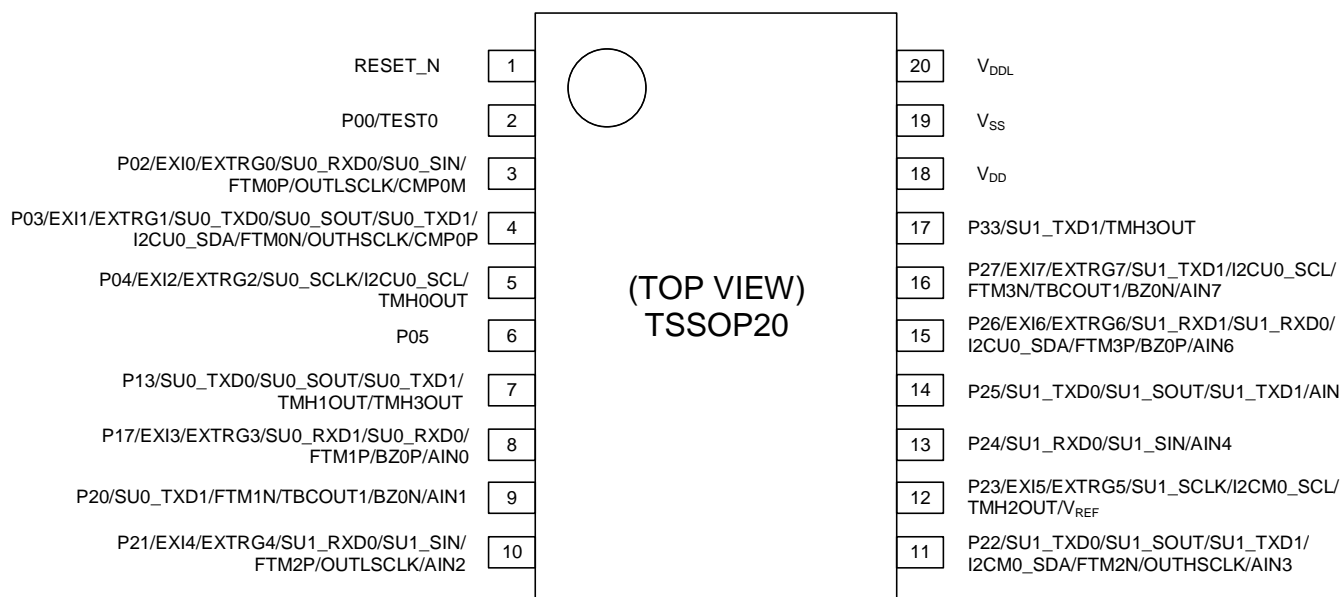 RESET_N
1
P00/TEST0
2
P02/EXI0/EXTRG0/SU0_RXD0/SU0_SIN/
FTM0P/OUTLSCLK/CMP0M
3
P03/EXI1/EXTRG1/SU0_TXD0/SU0_SOUT/SU0_TXD1/
I2CU0_SDA/FTM0N/OUTHSCLK/CMP0P
4
P04/EXI2/EXTRG2/SU0_SCLK/I2CU0_SCL/
TMH0OUT
5
P05
6
P13/SU0_TXD0/SU0_SOUT/SU0_TXD1/
TMH1OUT/TMH3OUT
7
P17/EXI3/EXTRG3/SU0_RXD1/SU0_RXD0/
FTM1P/BZ0P/AIN0
8
P20/SU0_TXD1/FTM1N/TBCOUT1/BZ0N/AIN1
9
P21/EXI4/EXTRG4/SU1_RXD0/SU1_SIN/
FTM2P/OUTLSCLK/AIN2
10
(TOP VIEW)
TSSOP20
20
VDDL
19
VSS
18
VDD
17
P33/SU1_TXD1/TMH3OUT
16
P27/EXI7/EXTRG7/SU1_TXD1/I2CU0_SCL/
FTM3N/TBCOUT1/BZ0N/AIN7
15
P26/EXI6/EXTRG6/SU1_RXD1/SU1_RXD0/
I2CU0_SDA/FTM3P/BZ0P/AIN6
14
P25/SU1_TXD0/SU1_SOUT/SU1_TXD1/AIN
13
P24/SU1_RXD0/SU1_SIN/AIN4
12
P23/EXI5/EXTRG5/SU1_SCLK/I2CM0_SCL/
TMH2OUT/VREF
11
P22/SU1_TXD0/SU1_SOUT/SU1_TXD1/
I2CM0_SDA/FTM2N/OUTHSCLK/AIN3